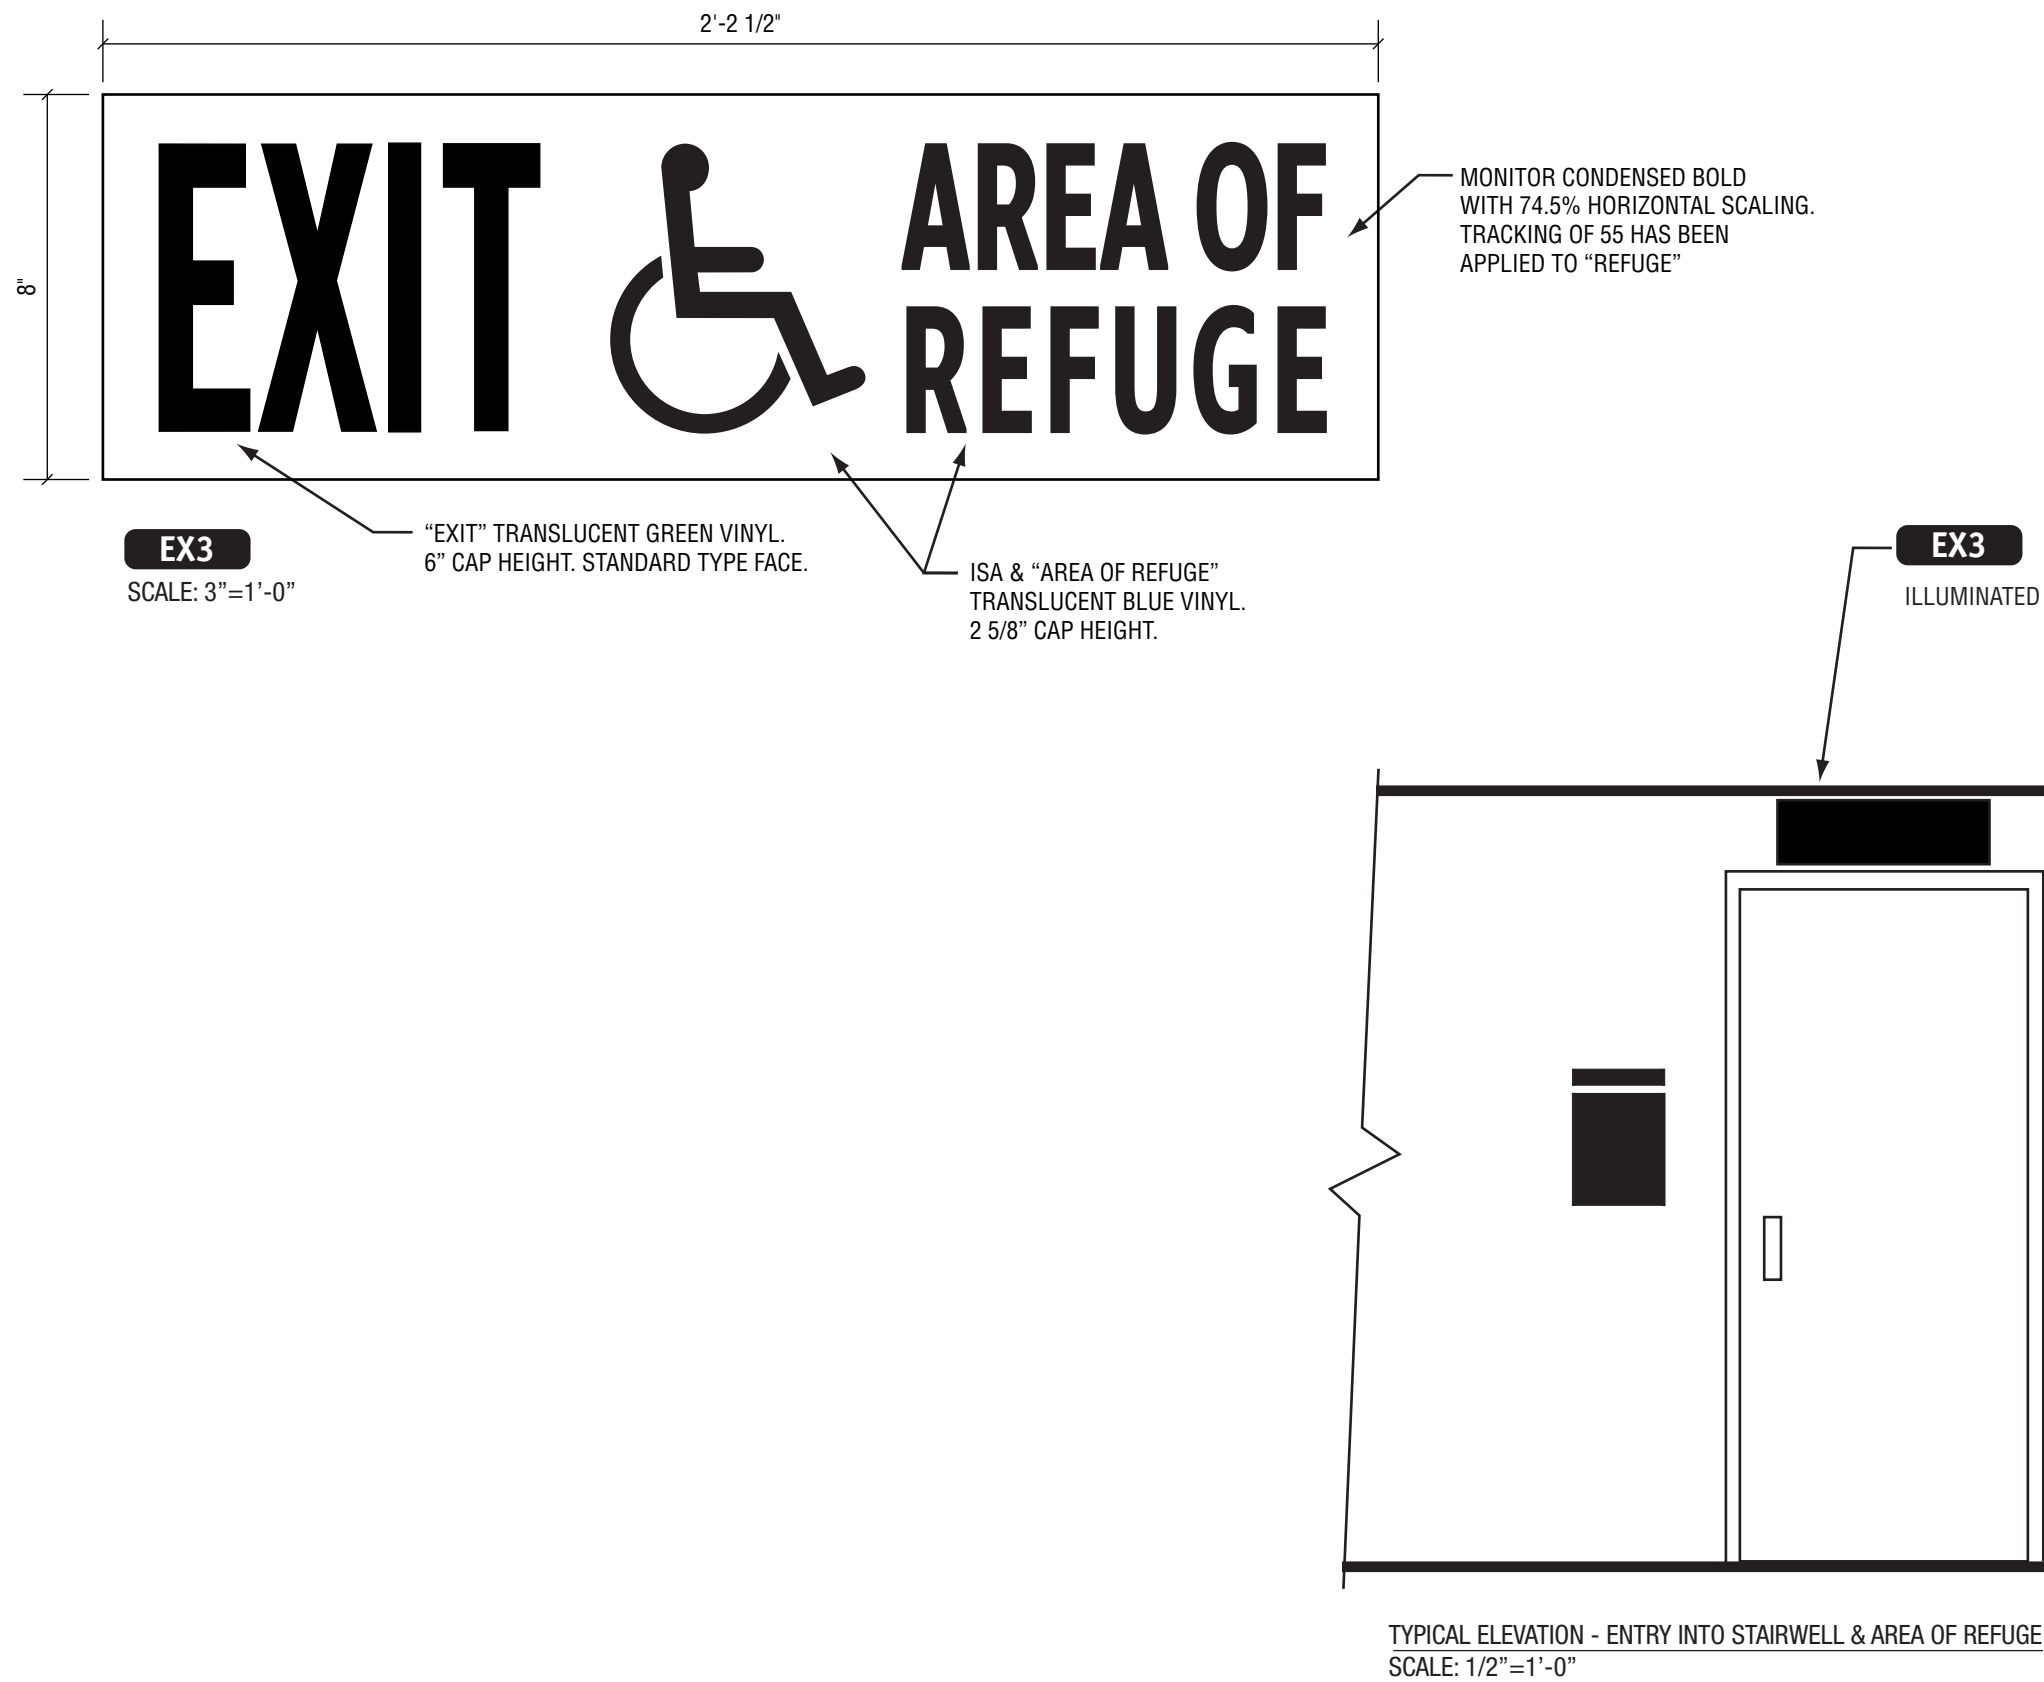 2'-2 1/2"
8"
EXIT
AREA OF
REFUGE
MONITOR CONDENSED BOLD
WITH 74.5% HORIZONTAL SCALING.
TRACKING OF 55 HAS BEEN
APPLIED TO “REFUGE”
EX3
SCALE: 3”=1’-0”
“EXIT” TRANSLUCENT GREEN VINYL.
6” CAP HEIGHT. STANDARD TYPE FACE.
ISA & “AREA OF REFUGE”
TRANSLUCENT BLUE VINYL.
2 5/8” CAP HEIGHT.
EX3
ILLUMINATED
TYPICAL ELEVATION - ENTRY INTO STAIRWELL & AREA OF REFUGE
SCALE: 1/2”=1’-0”